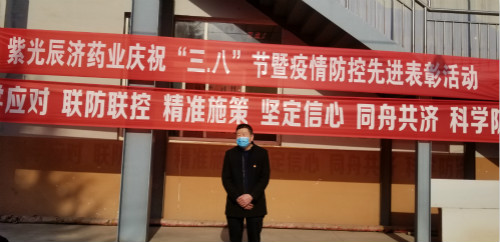 紫光辰济药业庆祝“三.八”节暨疫情防控先进表彰活动
应对 联防联控 精准施策 坚定信心 同舟共济 科学